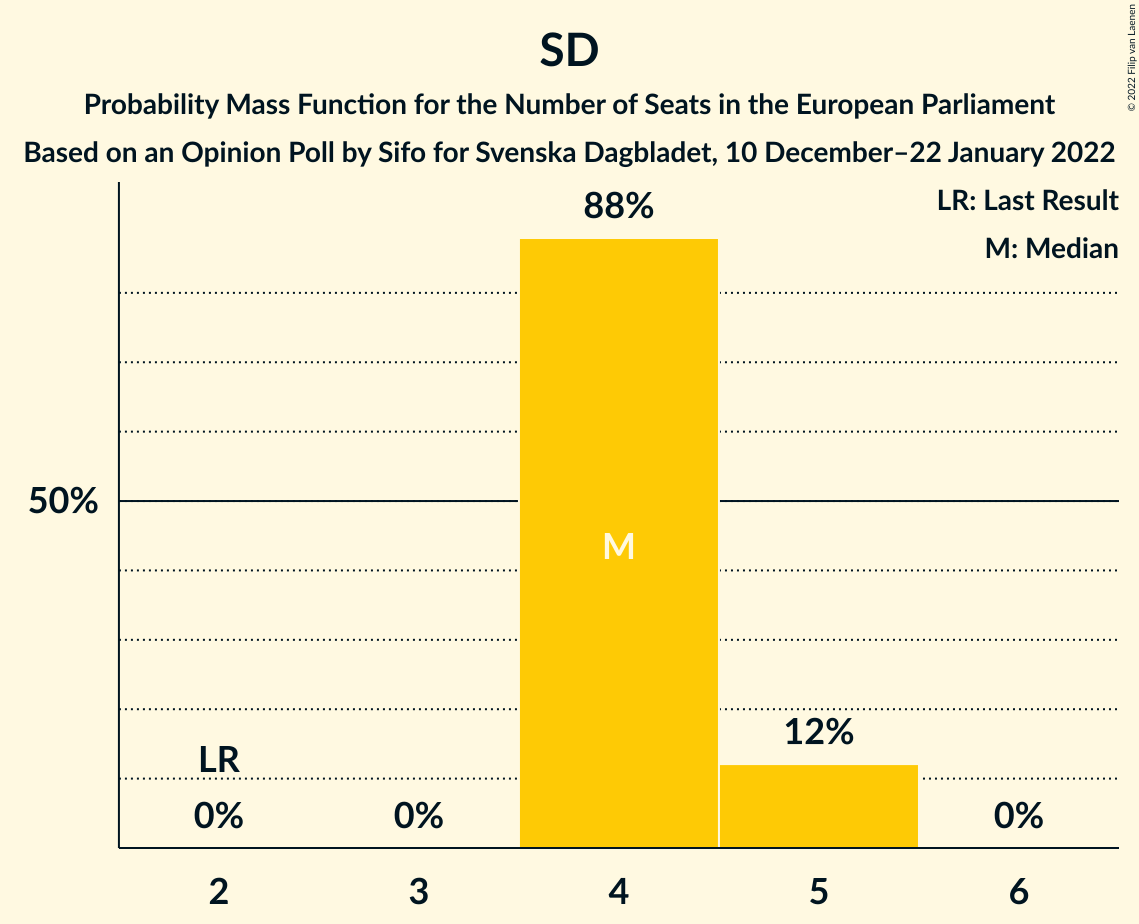 SD
Probability Mass Function for the Number of Seats in the European Parliament
Based on an Opinion Poll by Sifo for Svenska Dagbladet, 10 December–22 January 2022
© 2022 Filip van Laenen
LR: Last Result
M: Median
88%
50%
M
12%
LR
0%
0%
0%
2
3
4
5
6